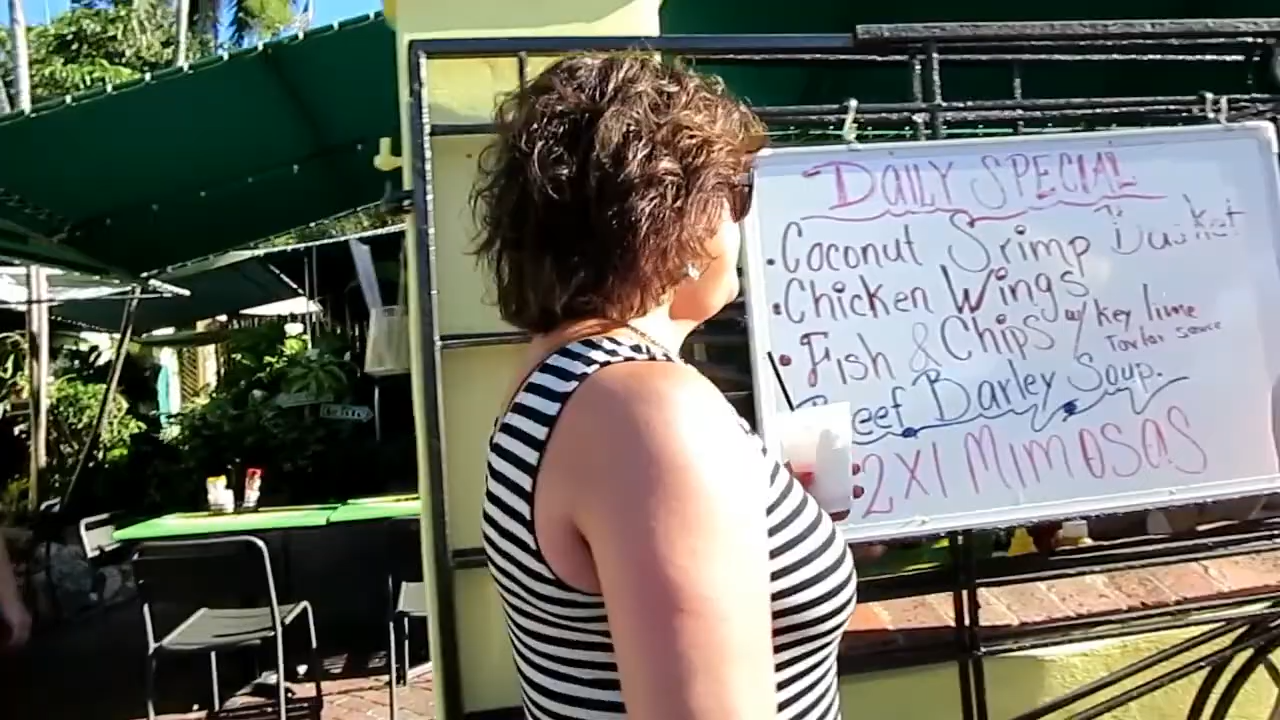 DAILY SPECIAL
• Coconut Srimp Basket
• Chicken Wings
• Fish & Chips w/ key lime
Tartar sauce
Beef Barley Soup.
2X1 MIMOSAS